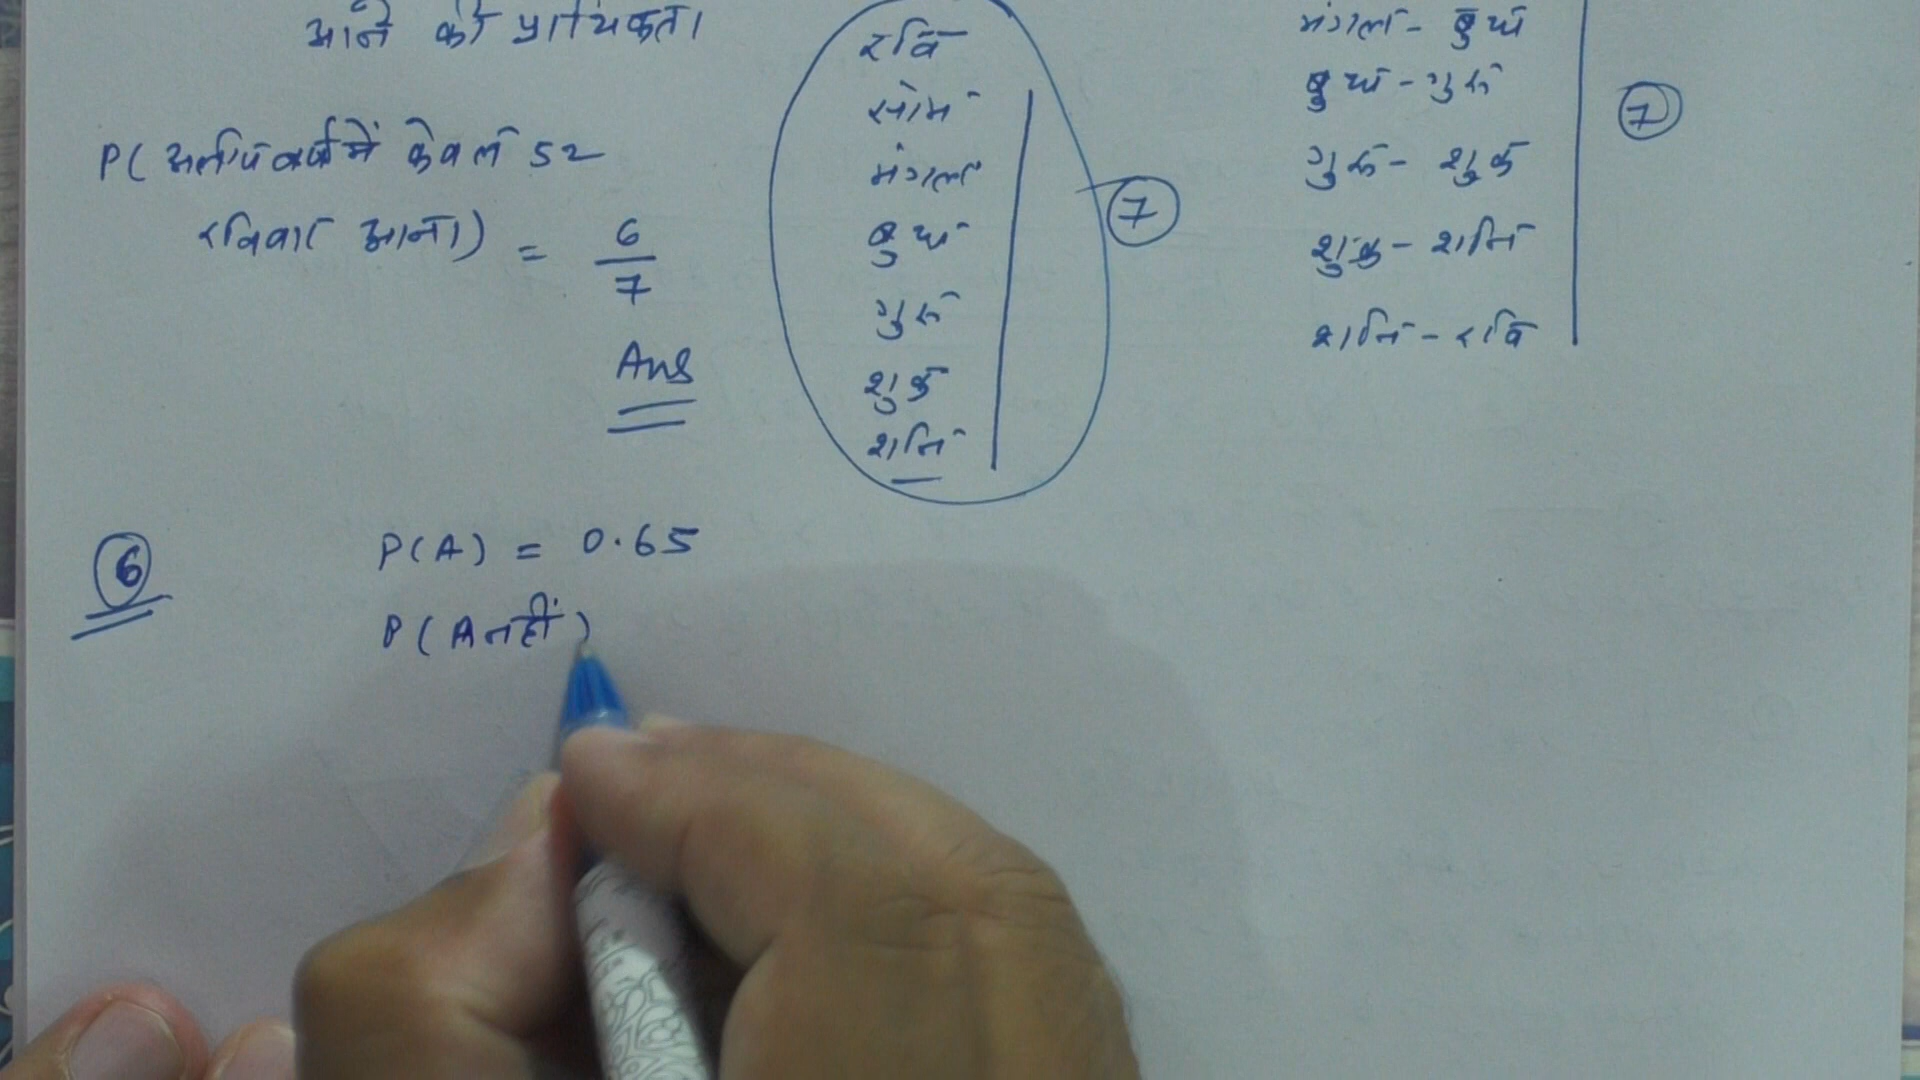 आने की प्रायिकता
P(अलीप वर्ष में केवल 52
रविवार आना) = 6/7
Ans
रवि
सोम
मंगल
बुध
गुरु
शुक्र
शनि
7
मंगल - बुध
बुध - गुरु
गुरु - शुक्र
शुक्र - शनि
शनि - रवि
7
6
P(A) = 0.65
P(A नहीं)